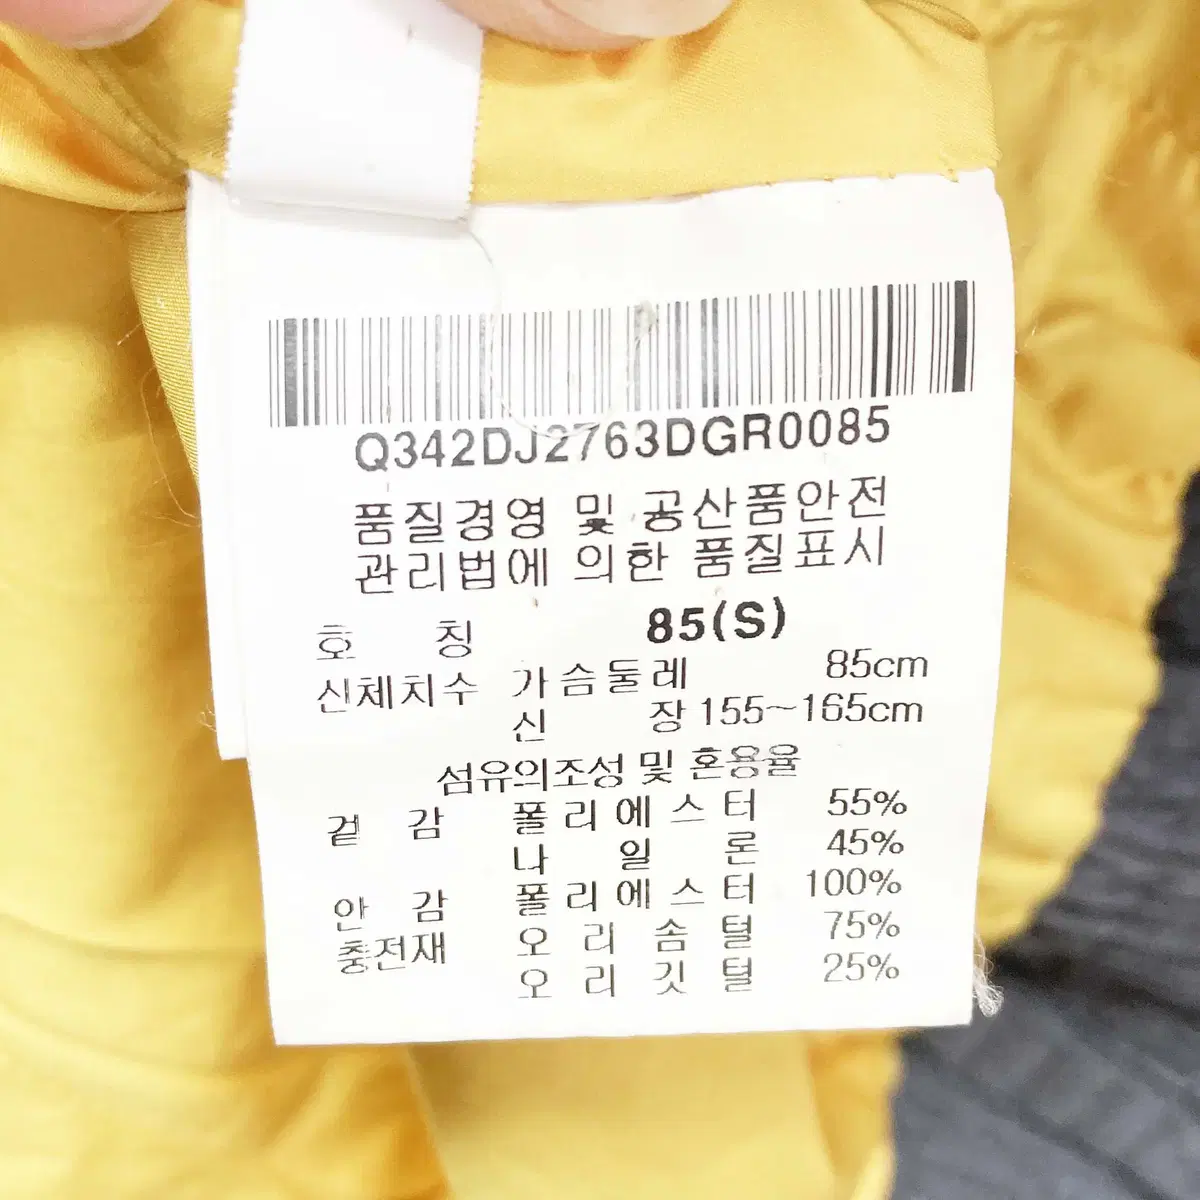 Q342DJ2763DGR0085
품질경영 및 공산품안전
관리법에 의한 품질표시
호 칭 85(S)
신체치수 가슴둘레 85cm
신 장 155~165cm
섬유의조성 및 혼용율
겉 감 폴리에스터 55%
나 일 론 45%
안 감 폴리에스터 100%
충전재 오 리 솜 털 75%
오 리 깃 털 25%